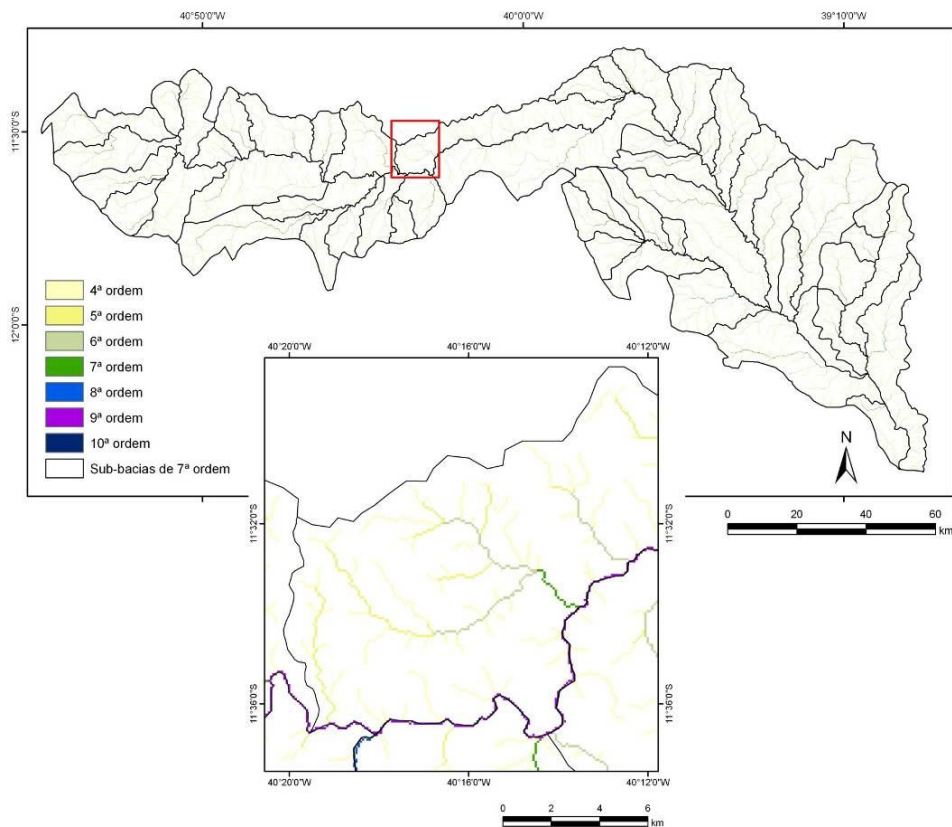 40°50'0"W 40°0'0"W 39°10'0"W
11°30'0"S
12°0'0"S
4ª ordem
5ª ordem
6ª ordem
7ª ordem
8ª ordem
9ª ordem
10ª ordem
Sub-bacias de 7ª ordem
N
0 20 40 60
km
40°20'0"W 40°16'0"W 40°12'0"W
11°32'0"S 11°32'0"S
11°36'0"S 11°36'0"S
40°20'0"W 40°16'0"W 40°12'0"W
0 2 4 6
km